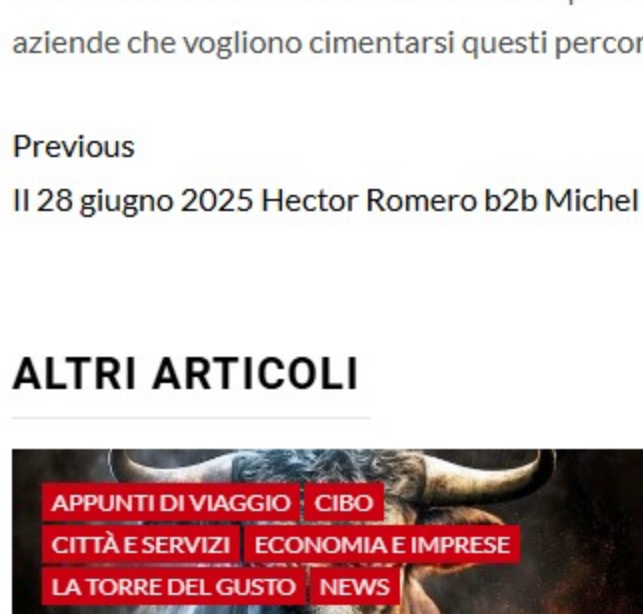 aziende che vogliono cimentarsi questi
Previous
Il 28 giugno 2025 Hector Romero b2b Michel
ALTRI ARTICOLI
APPUNTI DI VIAGGIO CIBO
CITTÀ E SERVIZI ECONOMIA E IMPRESE
LA TORRE DEL GUSTO NEWS